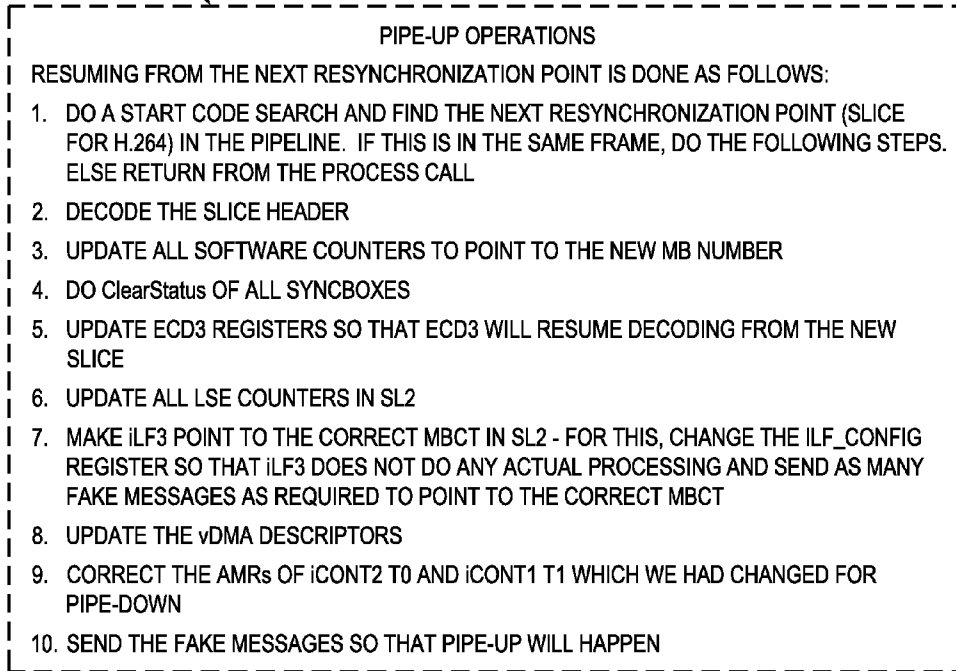 PIPE-UP OPERATIONS
RESUMING FROM THE NEXT RESYNCHRONIZATION POINT IS DONE AS FOLLOWS:
1. DO A START CODE SEARCH AND FIND THE NEXT RESYNCHRONIZATION POINT (SLICE
FOR H.264) IN THE PIPELINE. IF THIS IS IN THE SAME FRAME, DO THE FOLLOWING STEPS.
ELSE RETURN FROM THE PROCESS CALL
2. DECODE THE SLICE HEADER
3. UPDATE ALL SOFTWARE COUNTERS TO POINT TO THE NEW MB NUMBER
4. DO ClearStatus OF ALL SYNCBOXES
5. UPDATE ECD3 REGISTERS SO THAT ECD3 WILL RESUME DECODING FROM THE NEW
SLICE
6. UPDATE ALL LSE COUNTERS IN SL2
7. MAKE iLF3 POINT TO THE CORRECT MBCT IN SL2 - FOR THIS, CHANGE THE ILF_CONFIG
REGISTER SO THAT iLF3 DOES NOT DO ANY ACTUAL PROCESSING AND SEND AS MANY
FAKE MESSAGES AS REQUIRED TO POINT TO THE CORRECT MBCT
8. UPDATE THE vDMA DESCRIPTORS
9. CORRECT THE AMRs OF iCONT2 T0 AND iCONT1 T1 WHICH WE HAD CHANGED FOR
PIPE-DOWN
10. SEND THE FAKE MESSAGES SO THAT PIPE-UP WILL HAPPEN